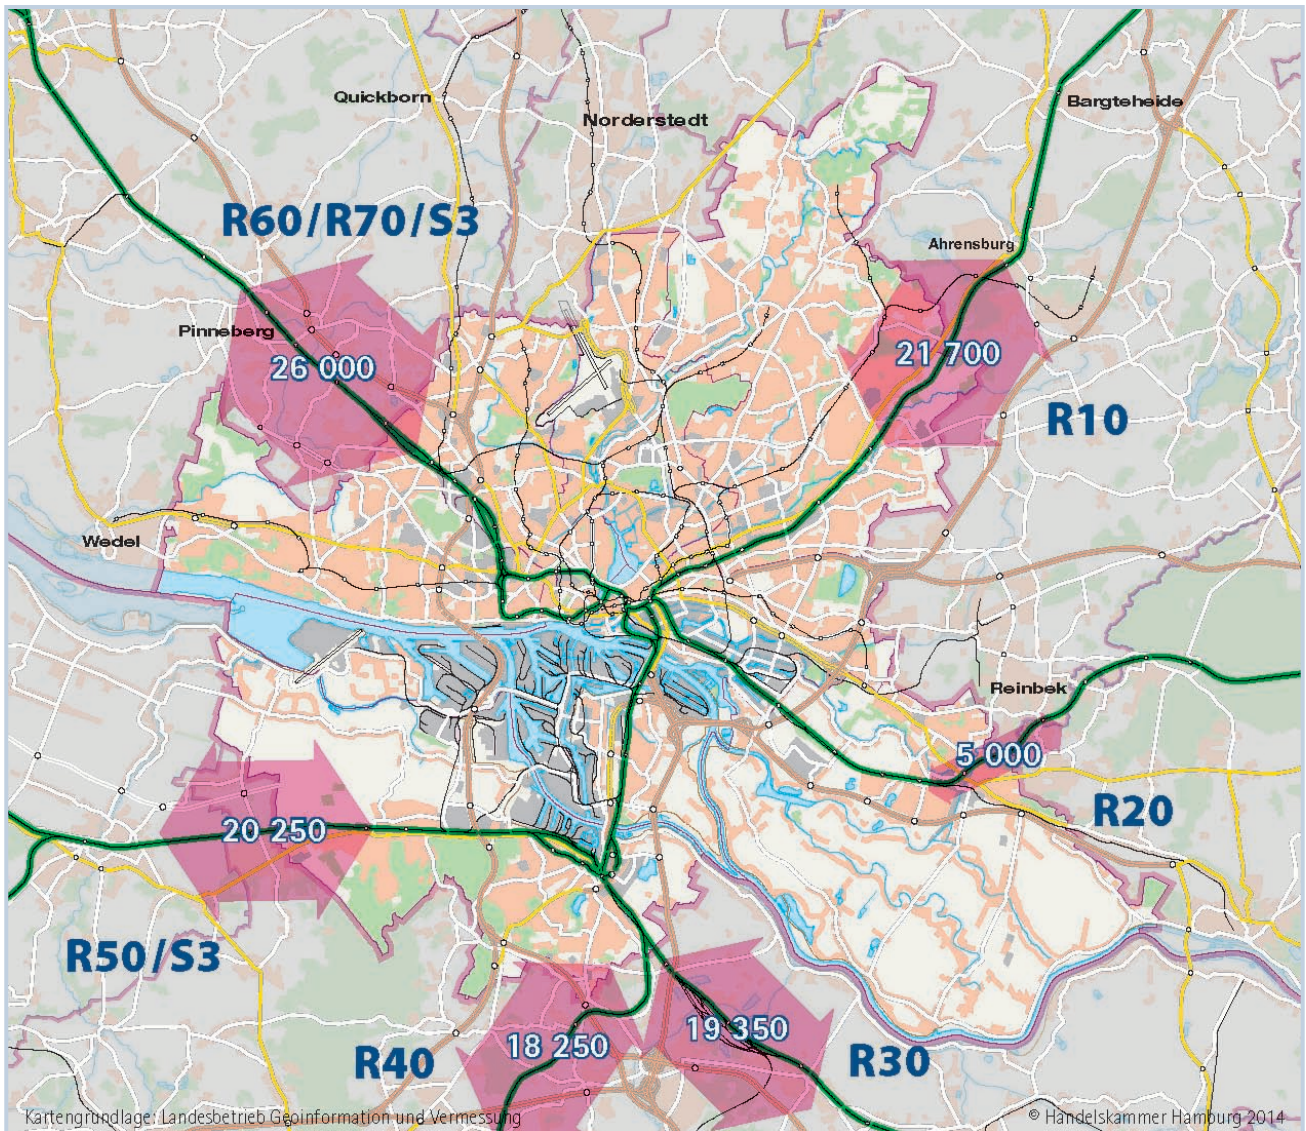 Quickborn
Norderstedt
Bargteheide
R60/R70/S3
Ahrensburg
Pinneberg
26 000
21 700
R10
Wedel
Reinbek
5 000
R20
20 250
R50/S3
R40
18 250
19 350
R30
Kartengrundlage: Landesbetrieb Geoinformation und Vermessung
© Handelskammer Hamburg 2014